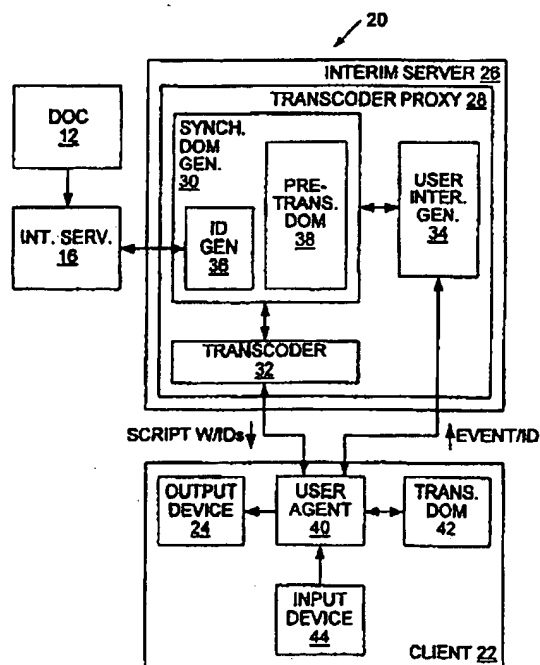 20
INTERIM SERVER 26
TRANSCODER PROXY 28
DOC
12
SYNCH.
DOM
GEN.
30
PRE-
TRANS.
DOM
38
USER
INTER.
GEN.
34
INT. SERV.
16
ID
GEN
36
TRANSCODER
32
SCRIPT W/IDs
EVENT/ID
OUTPUT
DEVICE
24
USER
AGENT
40
TRANS.
DOM
42
INPUT
DEVICE
44
CLIENT 22